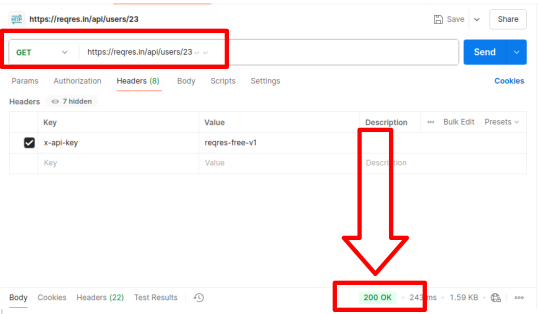 https://reqres.in/api/users/23
Save
Share
GET
https://reqres.in/api/users/23
Send
Params Authorization Headers (8) Body Scripts Settings
Cookies
Headers 7 hidden
Key Value Description Bulk Edit Presets
x-api-key reqres-free-v1
Key Value Description
Body Cookies Headers (22) Test Results
200 OK 243 ms 1.59 KB